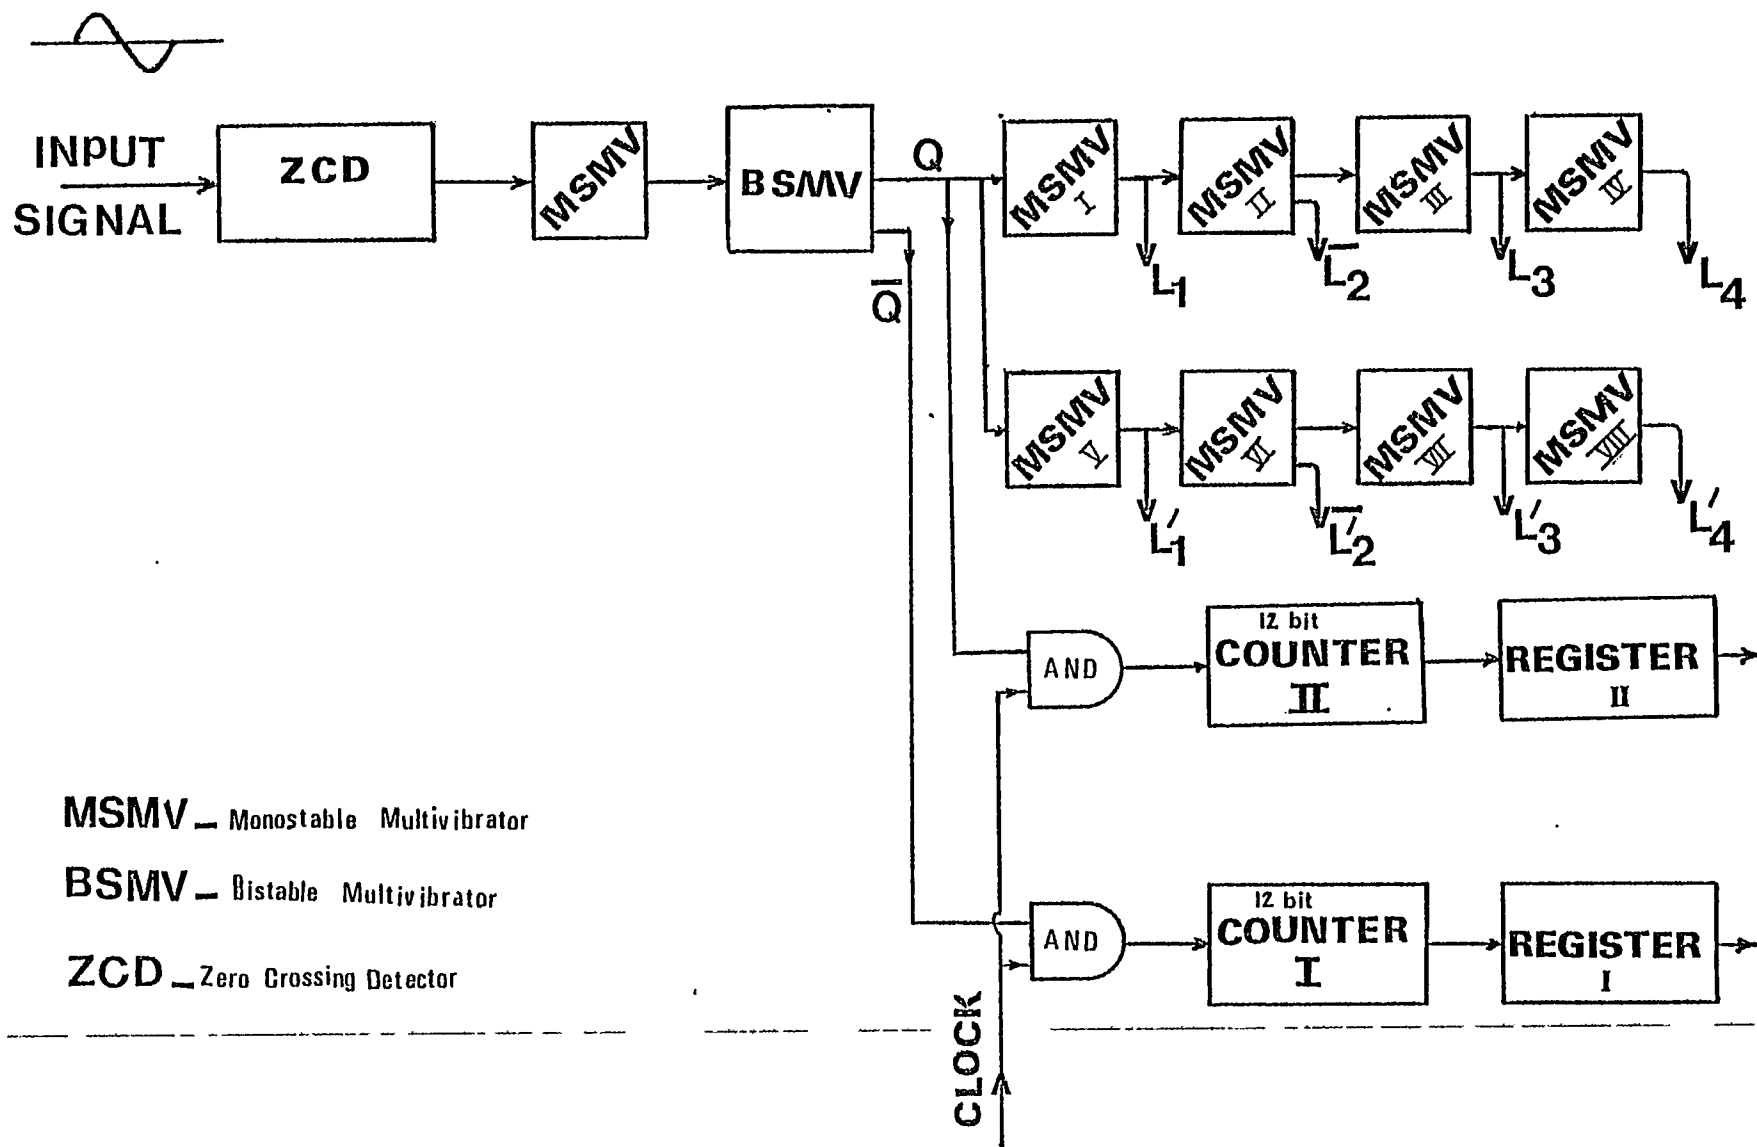 INPUT
SIGNAL
ZCD
MSMV
BSMV
Q
Q̅
MSMV
I
MSMV
II
MSMV
III
MSMV
IV
L1
L̅2
L3
L4
MSMV
V
MSMV
VI
MSMV
VII
MSMV
VIII
L'1
L̅'2
L'3
L'4
AND
12 bit
COUNTER
II
REGISTER
II
AND
12 bit
COUNTER
I
REGISTER
I
MSMV – Monostable Multivibrator
BSMV – Bistable Multivibrator
ZCD – Zero Crossing Detector
CLOCK